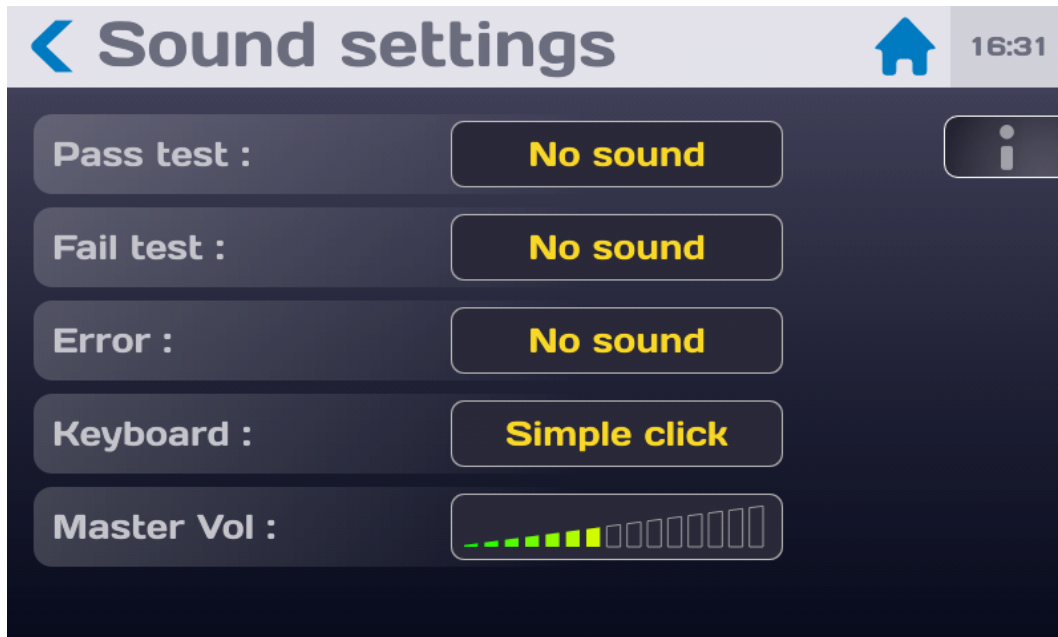 Sound settings
16:31
Pass test : No sound
Fail test : No sound
Error : No sound
Keyboard : Simple click
Master Vol :